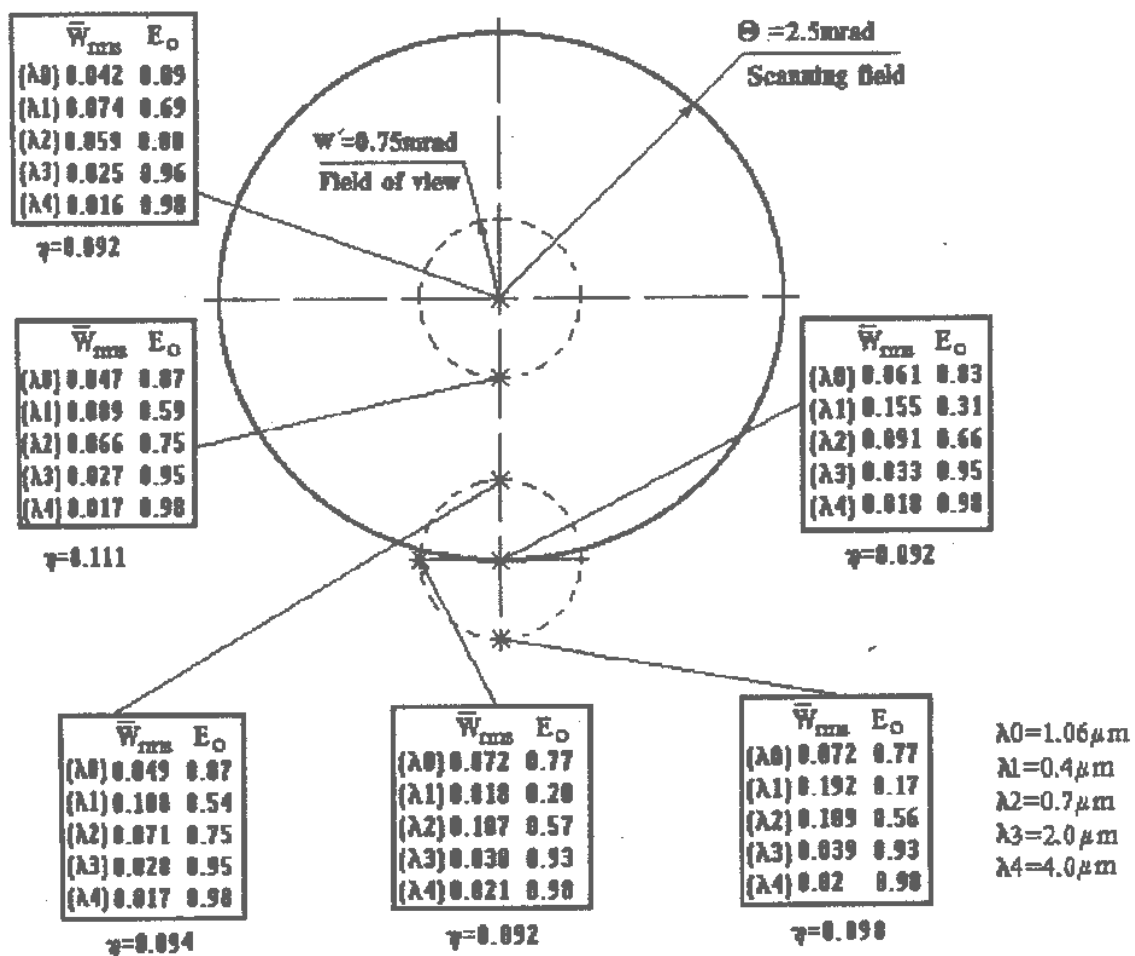 W̄rms E₀
(λ0) 0.042 0.89
(λ1) 0.074 0.69
(λ2) 0.059 0.80
(λ3) 0.025 0.96
(λ4) 0.016 0.98
η=0.092
Θ =2.5mrad
Scanning field
w'=0.75mrad
Field of view
W̄rms E₀
(λ0) 0.047 0.87
(λ1) 0.089 0.59
(λ2) 0.066 0.75
(λ3) 0.027 0.95
(λ4) 0.017 0.98
η=0.111
W̄rms E₀
(λ0) 0.061 0.83
(λ1) 0.155 0.31
(λ2) 0.091 0.66
(λ3) 0.033 0.95
(λ4) 0.018 0.98
η=0.092
W̄rms E₀
(λ0) 0.049 0.87
(λ1) 0.54
(λ2) 0.071 0.75
(λ3) 0.028 0.95
(λ4) 0.017 0.98
η=0.094
W̄rms E₀
(λ0) 0.072 0.77
(λ1) 0.018 0.20
(λ2) 0.107 0.57
(λ3) 0.93
(λ4) 0.021 0.98
η=0.092
W̄rms E₀
(λ0) 0.072 0.77
(λ1) 0.192 0.17
(λ2) 0.109 0.56
(λ3) 0.039 0.93
(λ4) 0.02 0.98
η=0.098
λ0=1.06μm
λ1=0.4μm
λ2=0.7μm
λ3=2.0μm
λ4=4.0μm